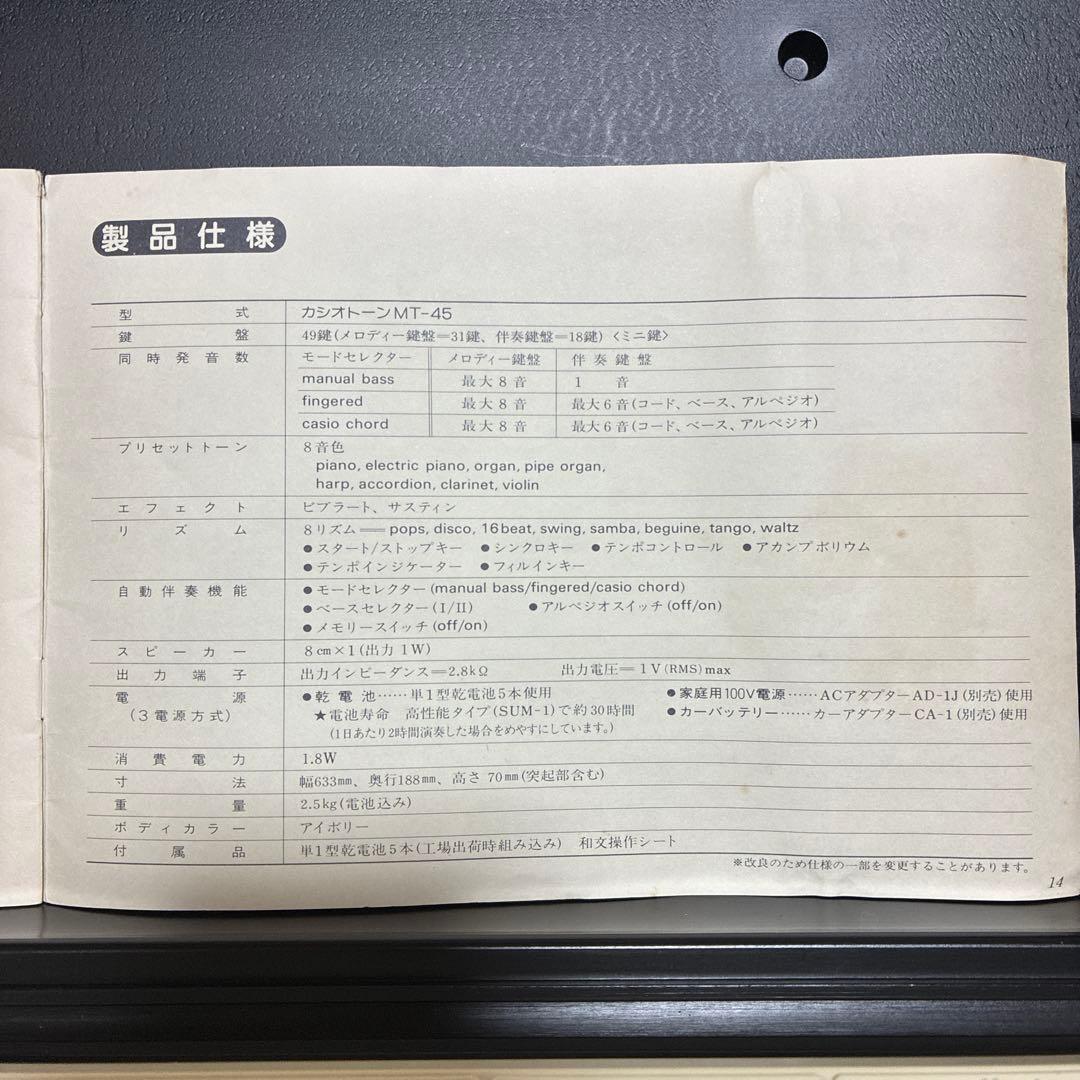 製品仕様
型式 カシオトーンMT-45
鍵盤 49鍵(メロディー鍵盤=31鍵、伴奏鍵盤=18鍵)〈ミニ鍵〉
同時発音数 モードセレクター メロディー鍵盤 伴奏鍵盤
manual bass 最大8音 1音
fingered 最大8音 最大6音(コード、ベース、アルペジオ)
casio chord 最大8音 最大6音(コード、ベース、アルペジオ)
プリセットトーン 8音色
piano, electric piano, organ, pipe organ,
harp, accordion, clarinet, violin
エフェクト ビブラート、サスティン
リズム 8リズム=pops, disco, 16beat, swing, samba, beguine, tango, waltz
●スタート/ストップキー ●シンクロキー ●テンポコントロール ●アカンプボリウム
●テンポインジケーター ●フィルインキー
自動伴奏機能 ●モードセレクター(manual bass/fingered/casio chord)
●ベースセレクター(I/II) ●アルペジオスイッチ(off/on)
●メモリースイッチ(off/on)
スピーカー 8cm×1(出力 1W)
出力端子 出力インピーダンス=2.8kΩ 出力電圧=1V(RMS)max
電源 ●乾電池……単1型乾電池5本使用 ●家庭用100V電源……ACアダプターAD-1J(別売)使用
(3電源方式) ★電池寿命 高性能タイプ(SUM-1)で約30時間 ●カーバッテリー……カーアダプターCA-1(別売)使用
(1日あたり2時間演奏した場合をめやすにしています。)
消費電力 1.8W
寸法 幅633mm、奥行188mm、高さ70mm(突起部含む)
重量 2.5kg(電池込み)
ボディカラー アイボリー
付属品 単1型乾電池5本(工場出荷時組み込み) 和文操作シート
※改良のため仕様の一部を変更することがあります。
14